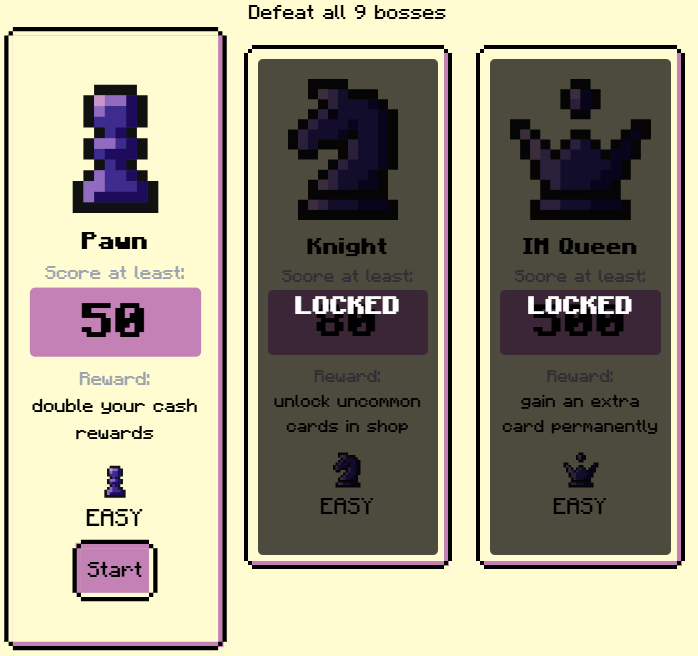 Defeat all 9 bosses
Pawn
Score at least:
50
Reward:
double your cash
rewards
EASY
Start
Knight
Score at least:
LOCKED
80
Reward:
unlock uncommon
cards in shop
EASY
IM Queen
Score at least:
LOCKED
300
Reward:
gain an extra
card permanently
EASY